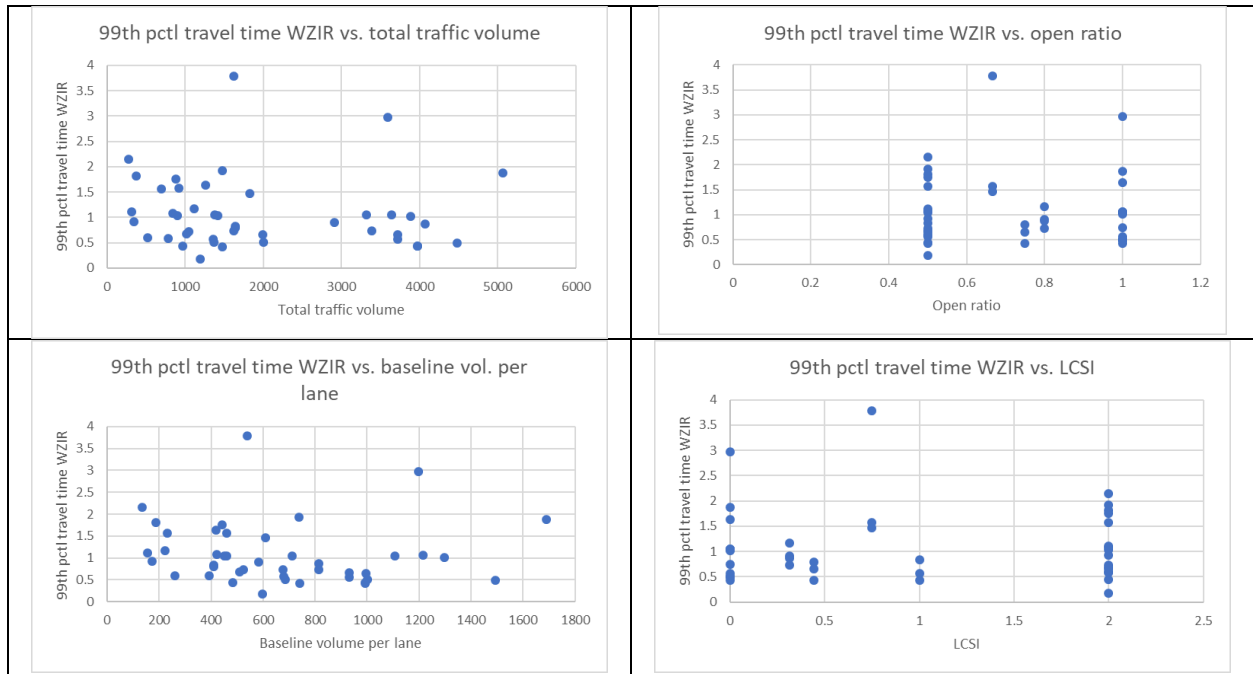 99th pctl travel time WZIR vs. total traffic volume
99th pctl travel time WZIR
4
3.5
3
2.5
2
1.5
1
0.5
0
0 1000 2000 3000 4000 5000 6000
Total traffic volume
99th pctl travel time WZIR vs. open ratio
99th pctl travel time WZIR
4
3.5
3
2.5
2
1.5
1
0.5
0
0 0.2 0.4 0.6 0.8 1 1.2
Open ratio
99th pctl travel time WZIR vs. baseline vol. per
lane
99th pctl travel time WZIR
4
3.5
3
2.5
2
1.5
1
0.5
0
0 200 400 600 800 1000 1200 1400 1600 1800
Baseline volume per lane
99th pctl travel time WZIR vs. LCSI
99th pctl travel time WZIR
4
3.5
3
2.5
2
1.5
1
0.5
0
0 0.5 1 1.5 2 2.5
LCSI